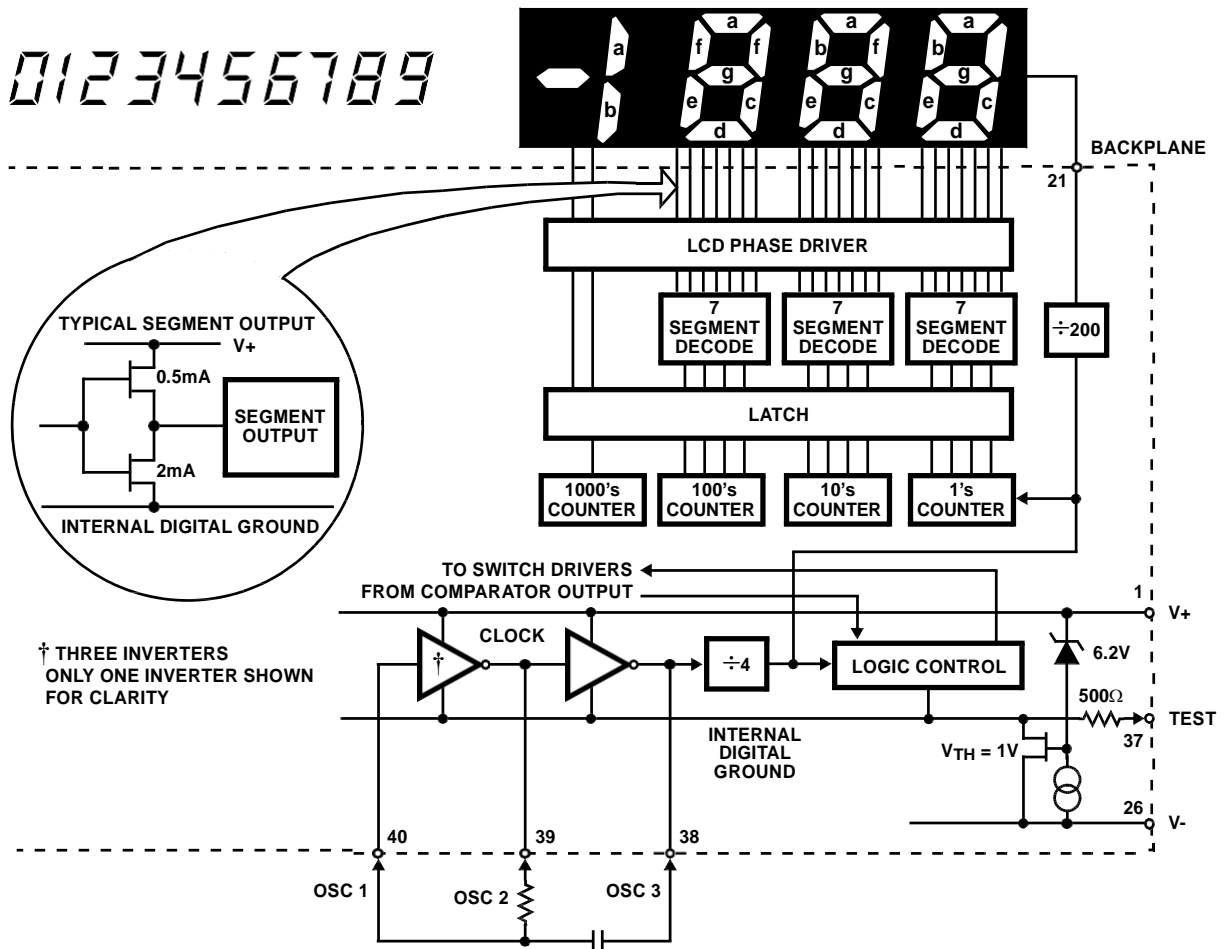 0123456789
a
b
a
f
f
g
e
c
d
a
b
f
g
e
c
d
a
b
f
g
e
c
d
BACKPLANE
21
LCD PHASE DRIVER
7
SEGMENT
DECODE
7
SEGMENT
DECODE
7
SEGMENT
DECODE
÷200
TYPICAL SEGMENT OUTPUT
V+
0.5mA
SEGMENT
OUTPUT
2mA
INTERNAL DIGITAL GROUND
LATCH
1000's
COUNTER
100's
COUNTER
10's
COUNTER
1's
COUNTER
TO SWITCH DRIVERS
FROM COMPARATOR OUTPUT
1
V+
† THREE INVERTERS
ONLY ONE INVERTER SHOWN
FOR CLARITY
†
CLOCK
÷4
LOGIC CONTROL
6.2V
500Ω
TEST
37
INTERNAL
DIGITAL
GROUND
VTH = 1V
26
V-
40
39
38
OSC 1
OSC 2
OSC 3